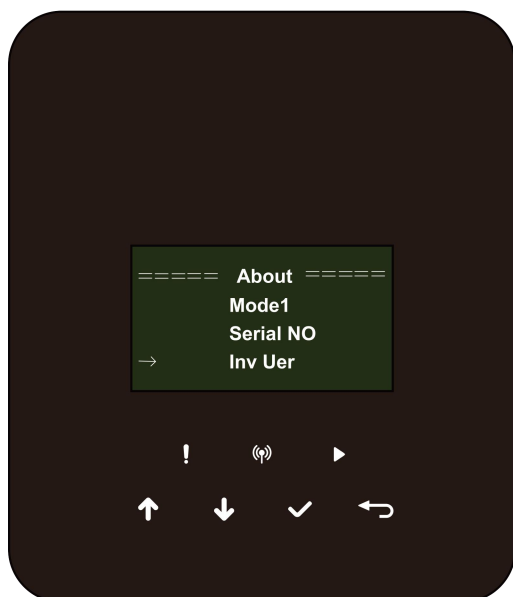 ===== About =====
Mode1
Serial NO
→ Inv Uer